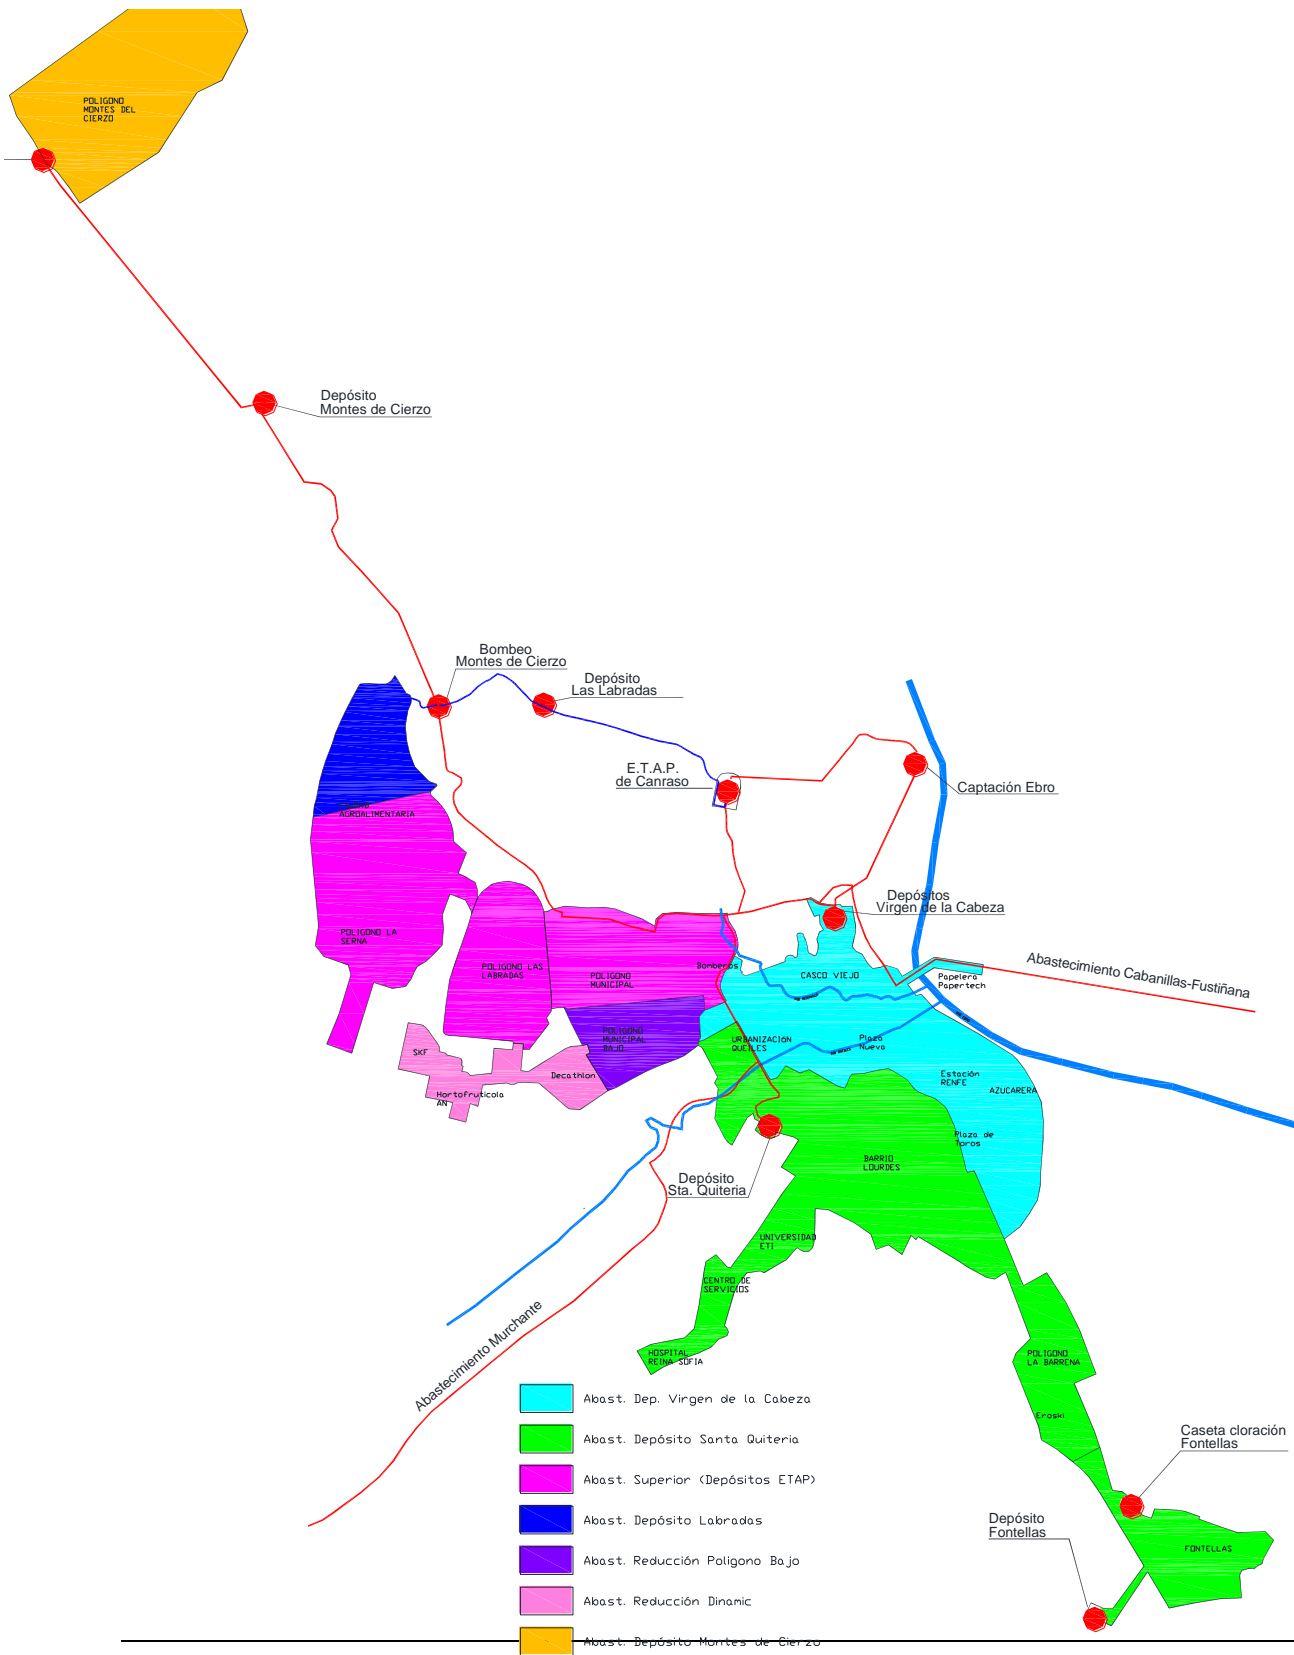 POLIGONO
MONTES DEL
CIERZO
Depósito
Montes de Cierzo
Bombeo
Montes de Cierzo
Depósito
Las Labradas
E.T.A.P.
de Canraso
Captación Ebro
AGROALIMENTARIA
Depósitos
Virgen de la Cabeza
POLIGONO LA
SERNA
POLIGONO LAS
LABRADAS
POLIGONO
MUNICIPAL
Bomberos
CASCO VIEJO
Papelera
Papertech
Abastecimiento Cabanillas-Fustiñana
POLIGONO
MUNICIPAL
BAJO
URBANIZACIóN
QUEILES
Plaza
Nueva
SKF
Decathlon
Hortofruticola
AN
Estación
RENFE
AZUCARERA
Plaza de
Toros
BARRIO
LOURDES
Depósito
Sta. Quiteria
UNIVERSIDAD
ETI
CENTRO DE
SERVICIOS
HOSPITAL
REINA SOFIA
Abastecimiento Murchante
POLIGONO
LA BARRENA
Eroski
Caseta cloración
Fontellas
Depósito
Fontellas
FONTELLAS
Abast. Dep. Virgen de la Cabeza
Abast. Depósito Santa Quiteria
Abast. Superior (Depósitos ETAP)
Abast. Depósito Labradas
Abast. Reducción Poligono Bajo
Abast. Reducción Dinamic
Abast. Depósito Montes de Cierzo